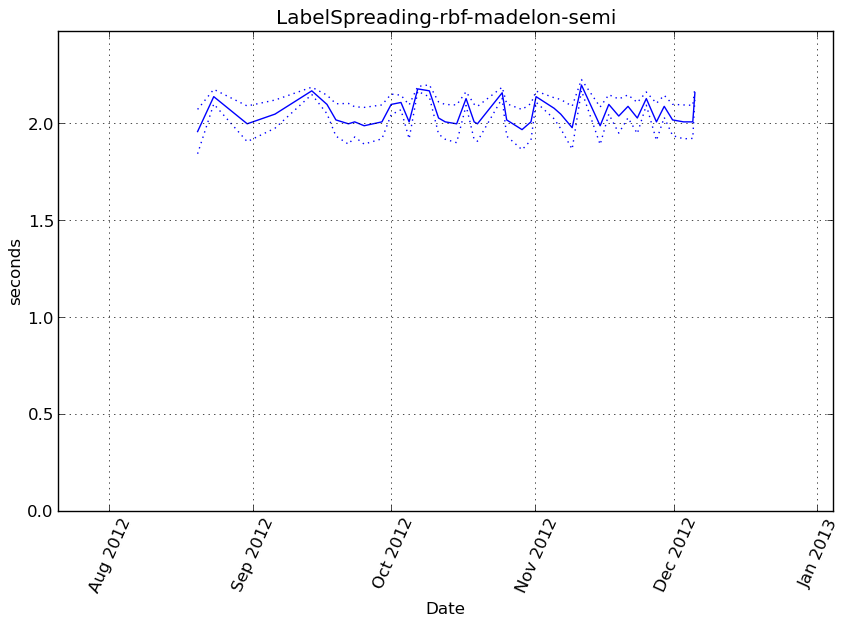 LabelSpreading-rbf-madelon-semi
2.0
1.5
1.0
0.5
0.0
seconds
Aug 2012
Sep 2012
Oct 2012
Nov 2012
Dec 2012
Jan 2013
Date